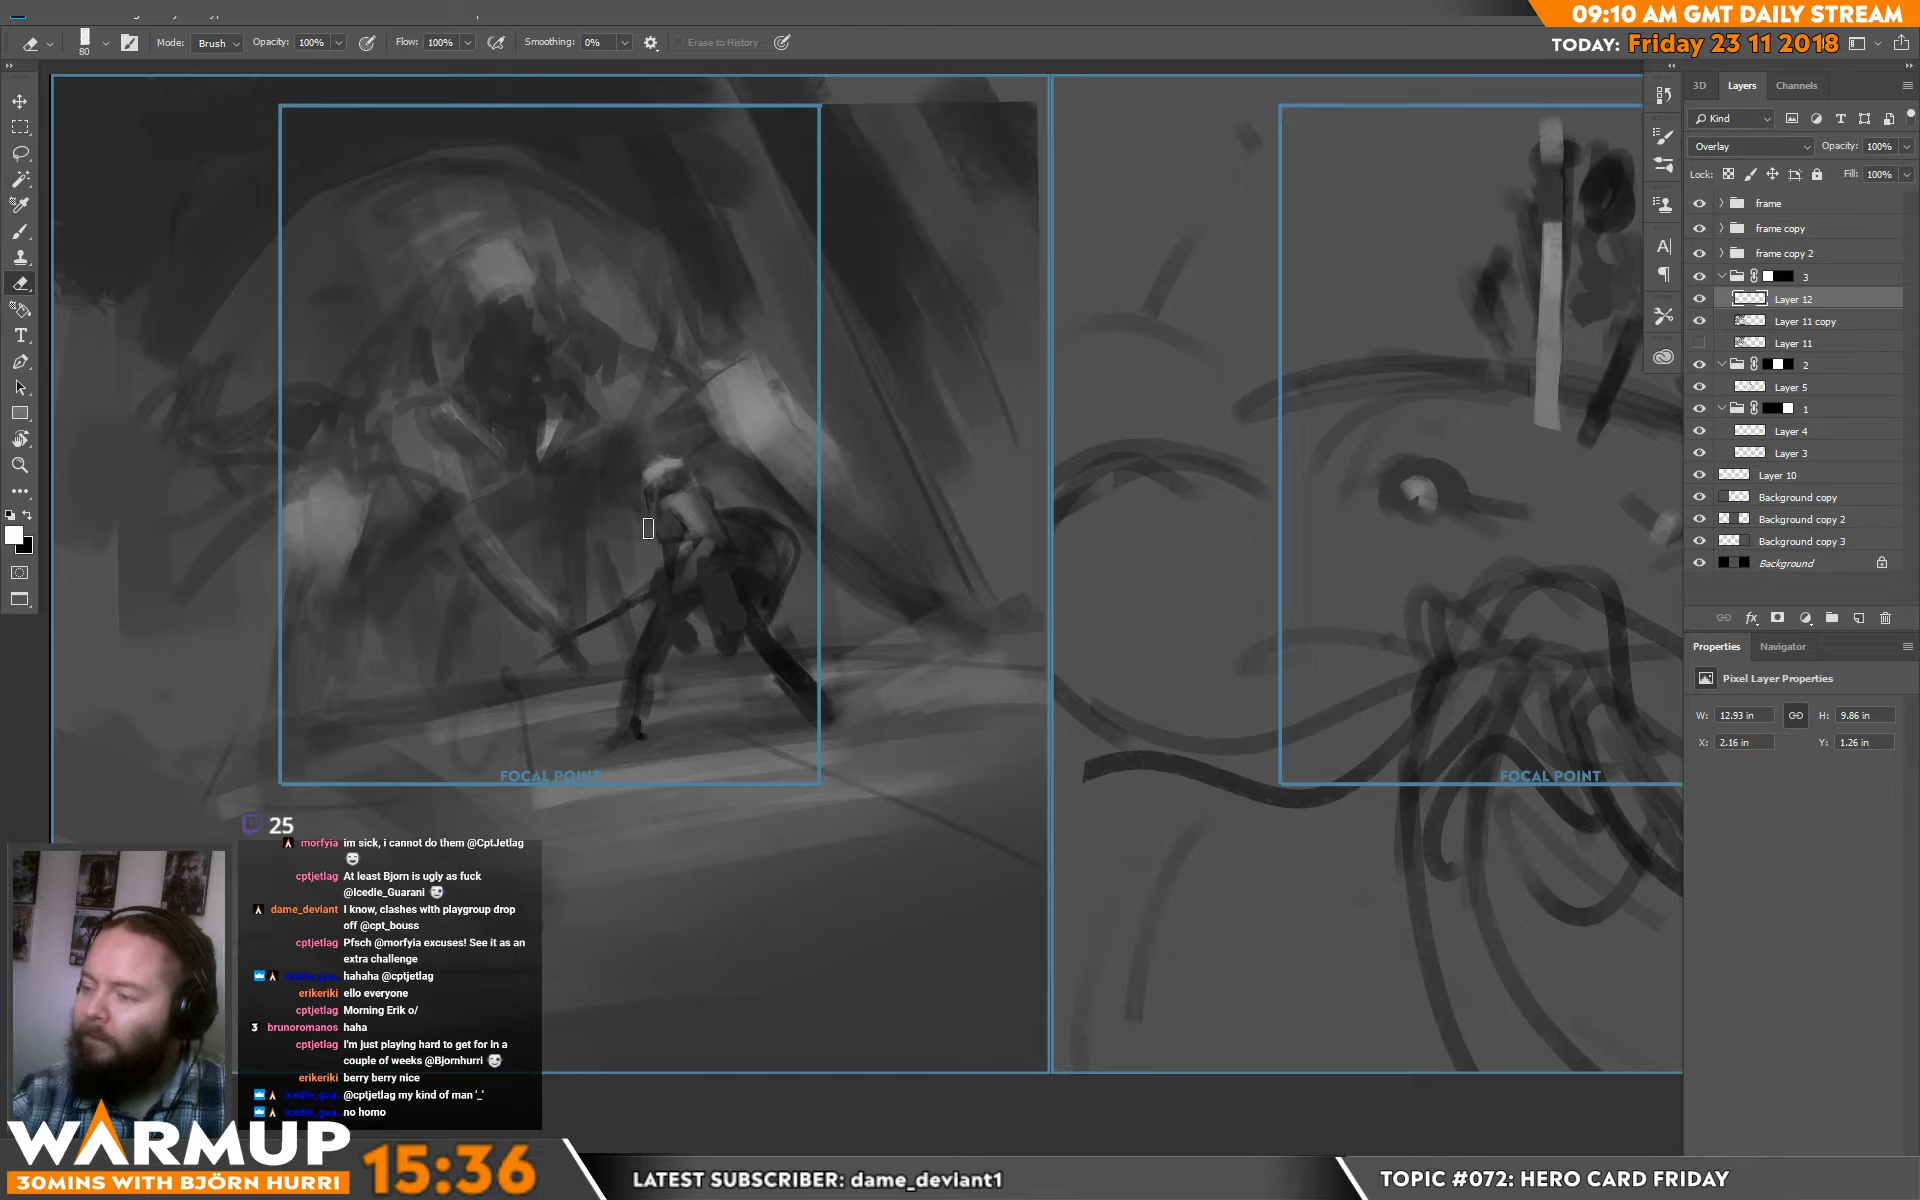 09:10 AM GMT DAILY STREAM
TODAY: Friday 23 11 2018
80
Mode: Brush
Opacity: 100%
Flow: 100%
Smoothing: 0%
Erase to History
3D
Layers
Channels
Kind
Overlay
Opacity: 100%
Lock:
Fill: 100%
frame
frame copy
frame copy 2
3
Layer 12
Layer 11 copy
Layer 11
2
Layer 5
1
Layer 4
Layer 3
Layer 10
Background copy
Background copy 2
Background copy 3
Background
Properties
Navigator
Pixel Layer Properties
W: 12.93 in
H: 9.86 in
X: 2.16 in
Y: 1.26 in
FOCAL POINT
FOCAL POINT
25
morfyia im sick, i cannot do them @CptJetlag
cptjetlag At least Bjorn is ugly as fuck
@Icedie_Guarani
dame_deviant I know, clashes with playgroup drop
off @cpt_bouss
cptjetlag Pfsch @morfyia excuses! See it as an
extra challenge
icedie_gua.. hahaha @cptjetlag
erikeriki ello everyone
cptjetlag Morning Erik o/
3 brunoromanos haha
cptjetlag I'm just playing hard to get for in a
couple of weeks @Bjornhurri
erikeriki berry berry nice
icedie_gua.. @cptjetlag my kind of man '_'
icedie_gua.. no homo
WARMUP
30MINS WITH BJÖRN HURRI
15:36
LATEST SUBSCRIBER: dame_deviant1
TOPIC #072: HERO CARD FRIDAY